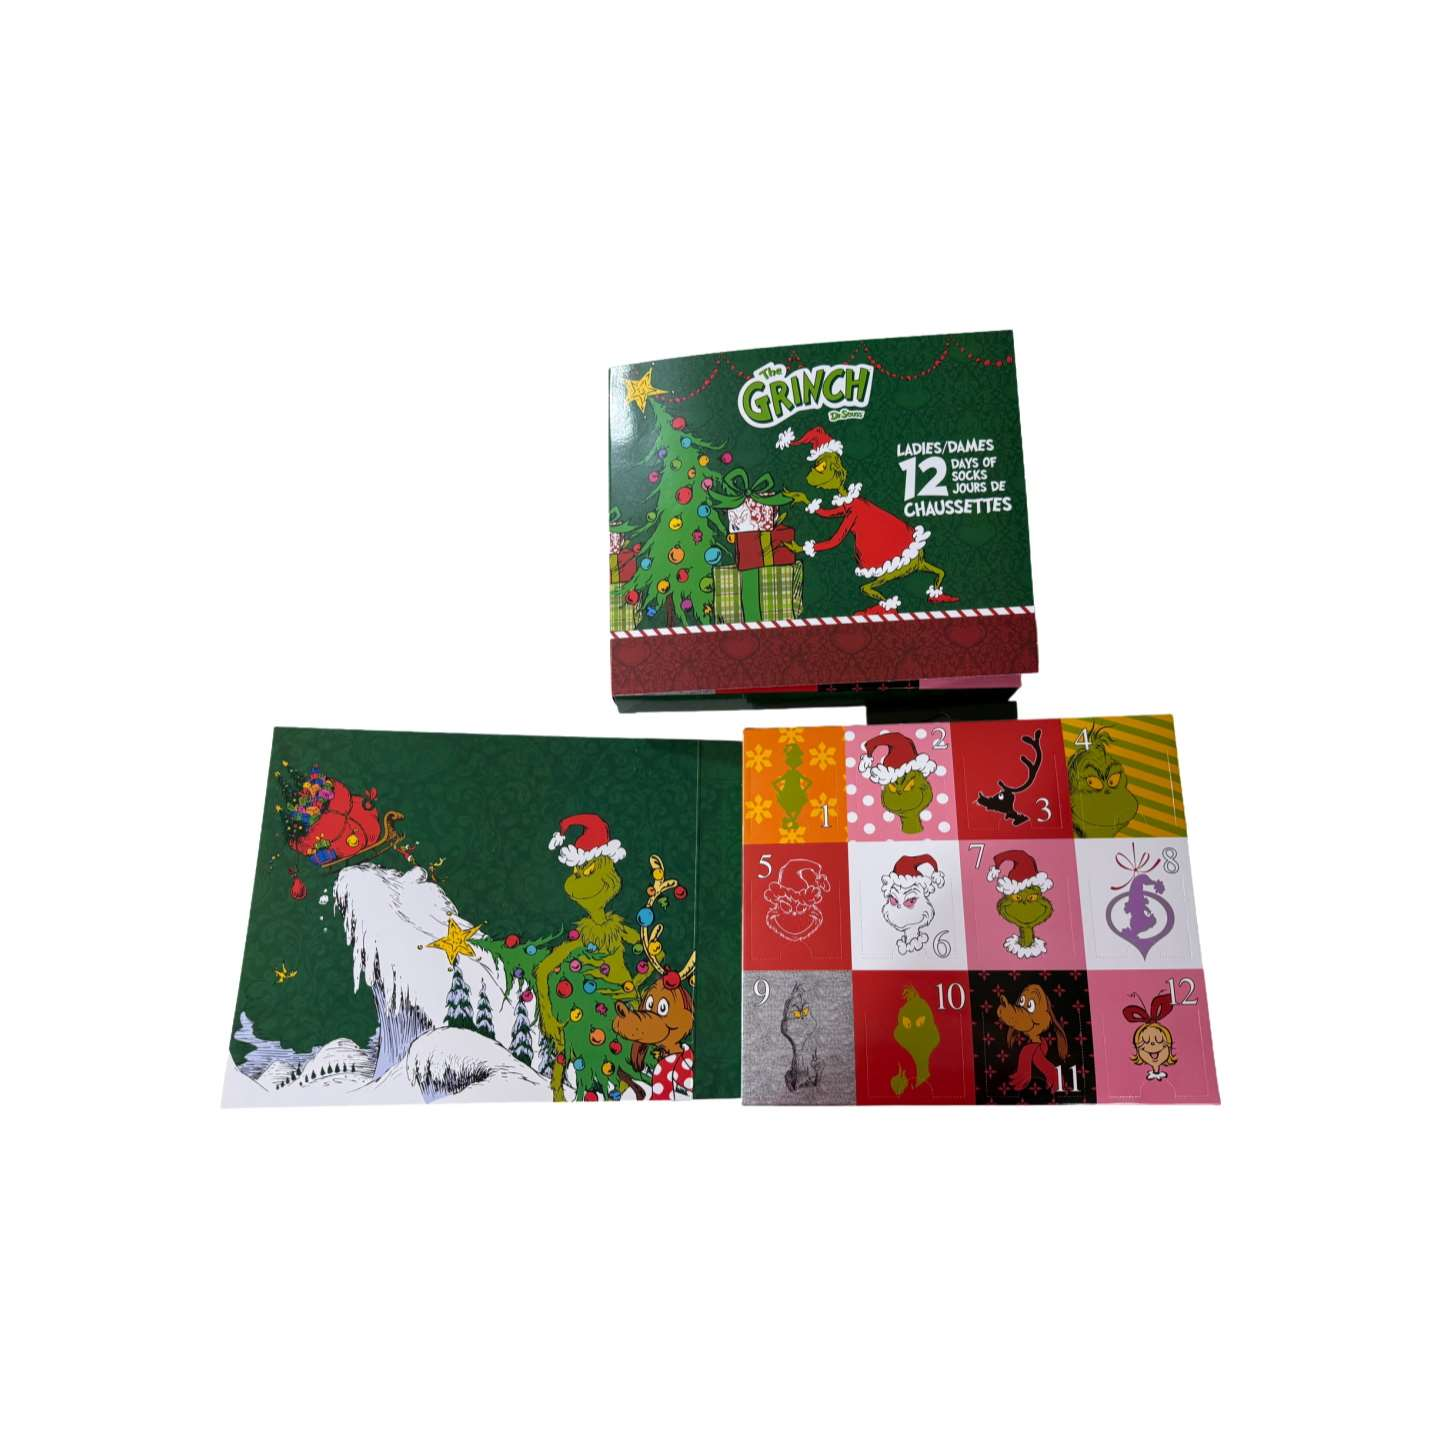 The
GRINCH
Dr. Seuss
LADIES/DAMES
12 DAYS OF
SOCKS
JOURS DE
CHAUSSETTES
1
2
3
4
5
6
7
8
9
10
11
12